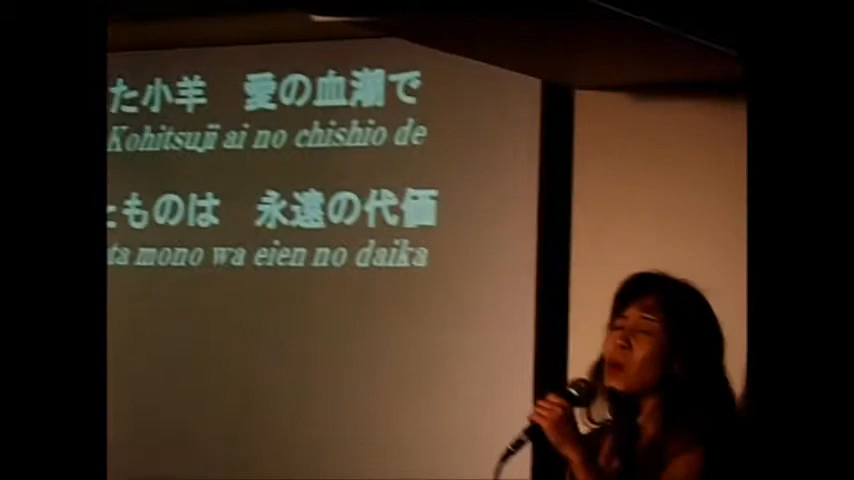 た小羊　愛の血潮で
Kohitsuji ai no chishio de
ものは　永遠の代価
mono wa eien no daika